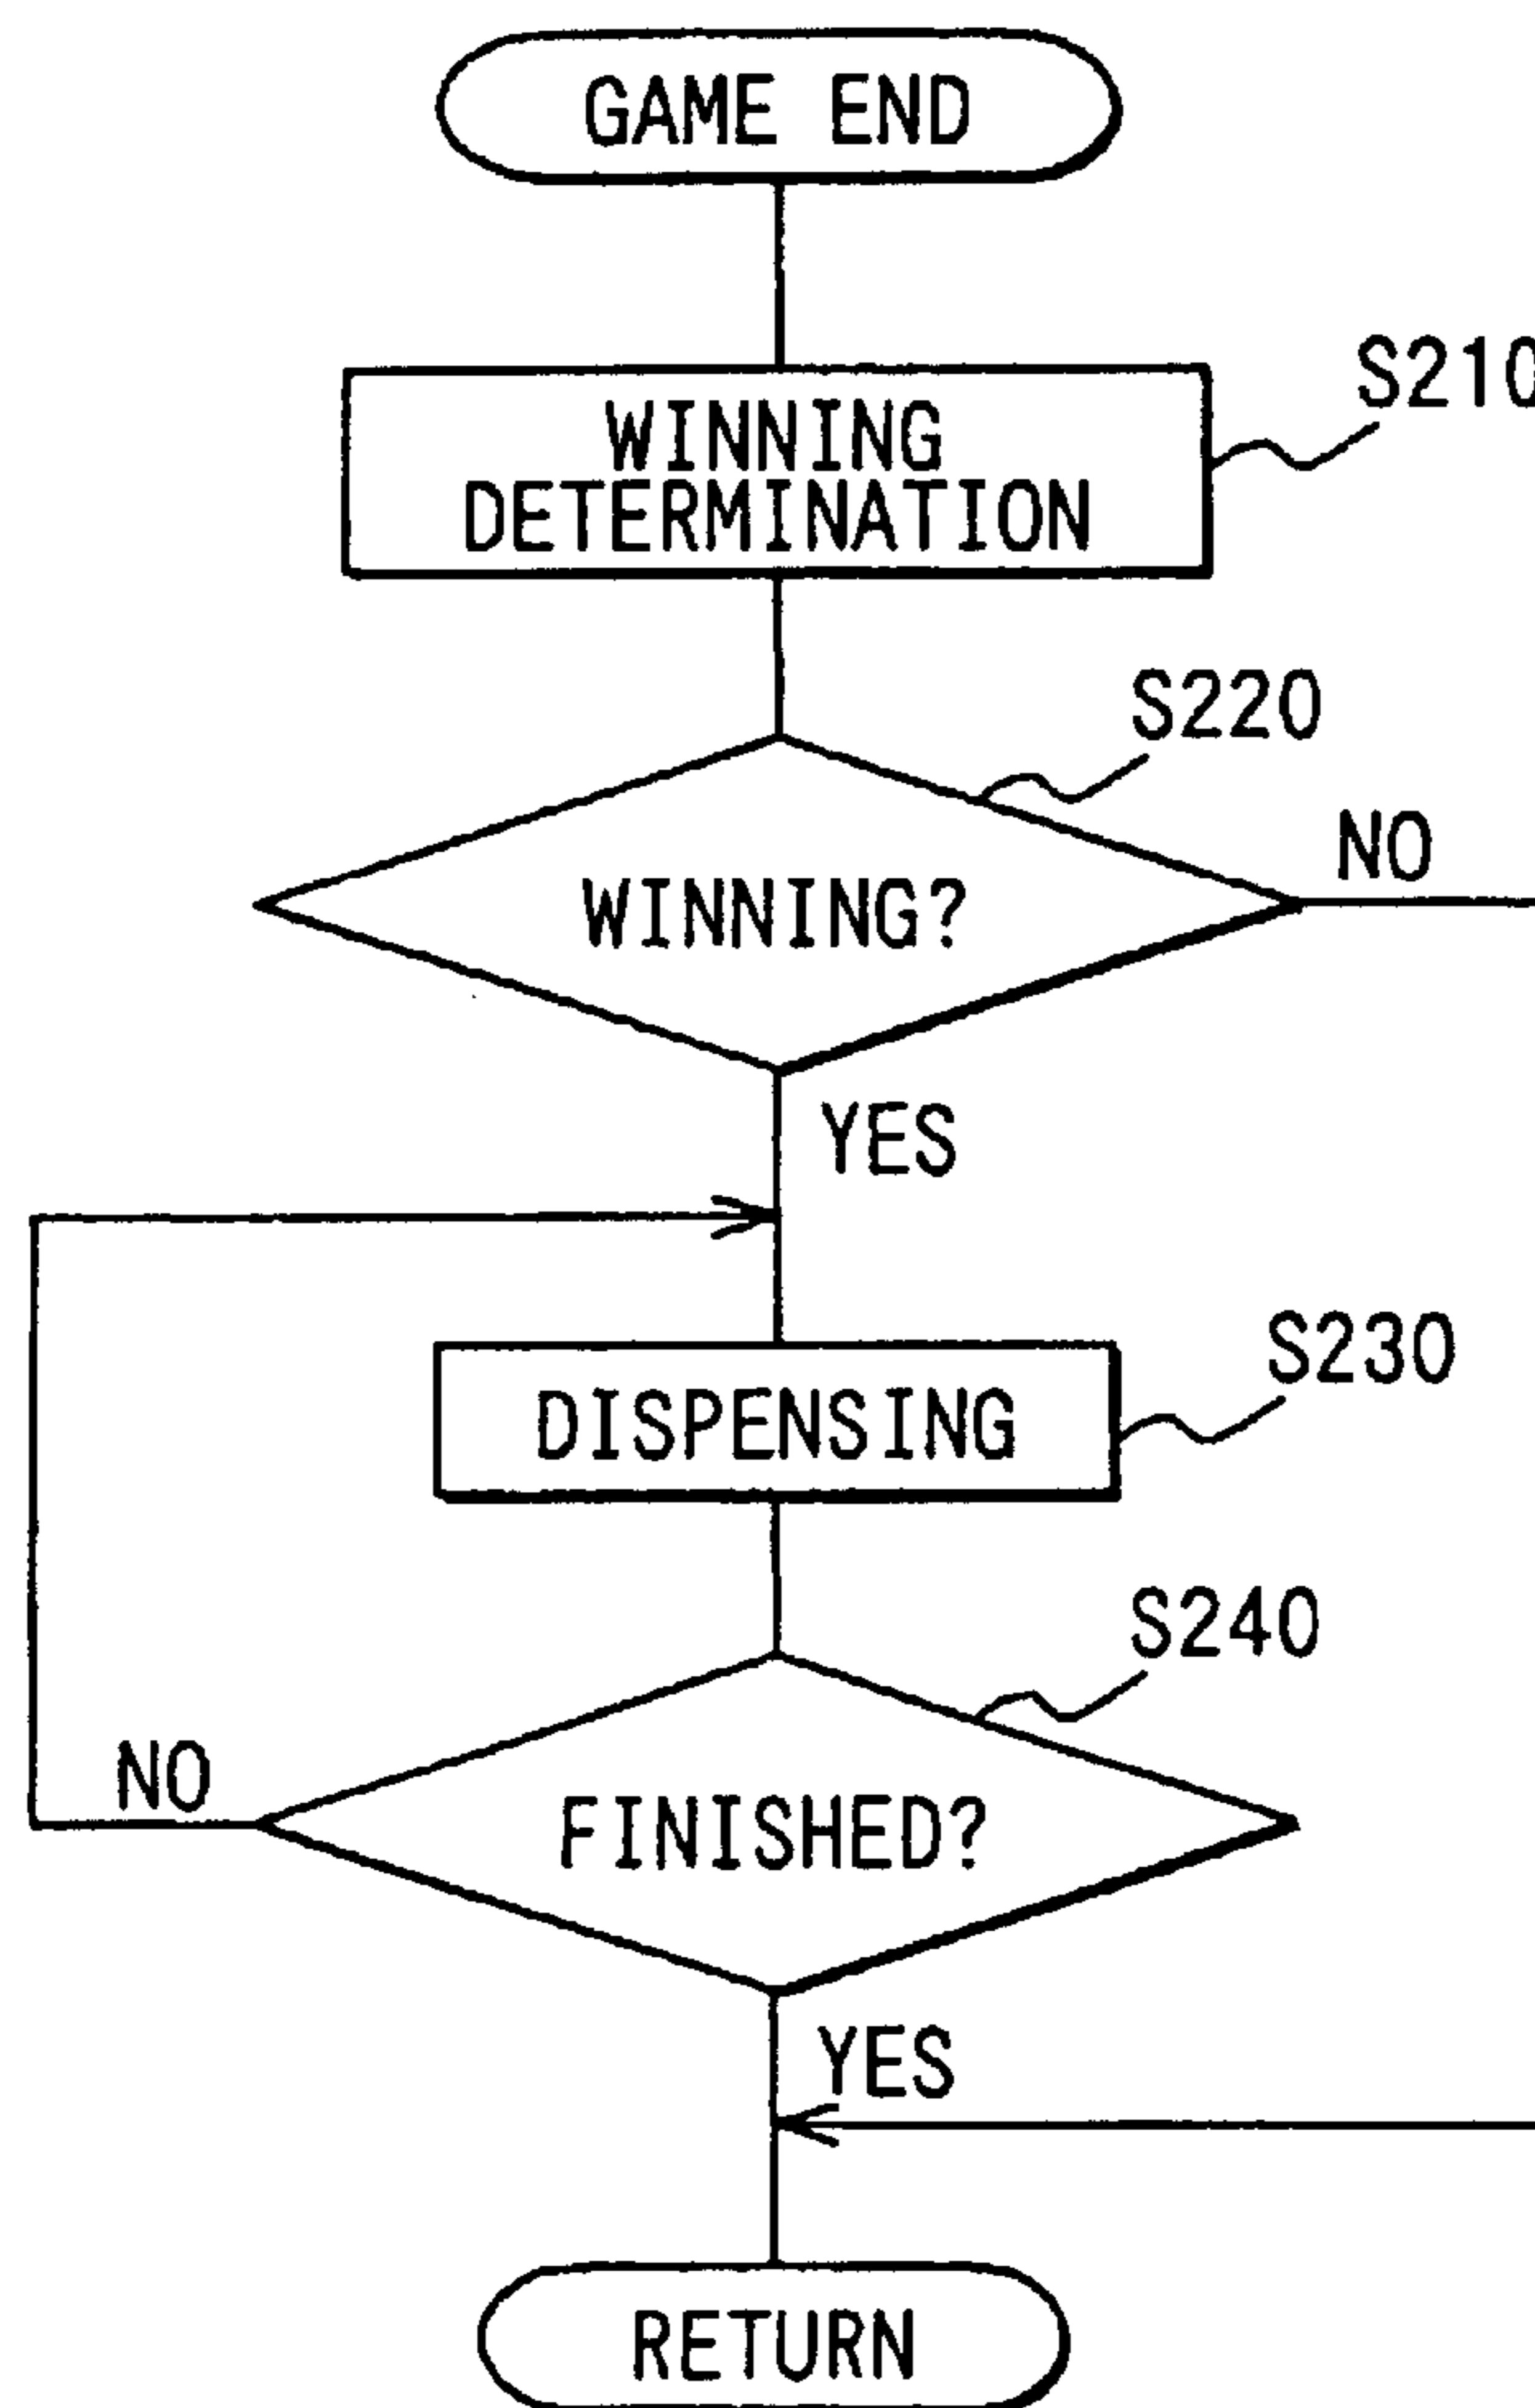 GAME END
S210
WINNING
DETERMINATION
S220
NO
WINNING?
YES
S230
DISPENSING
S240
NO
FINISHED?
YES
RETURN